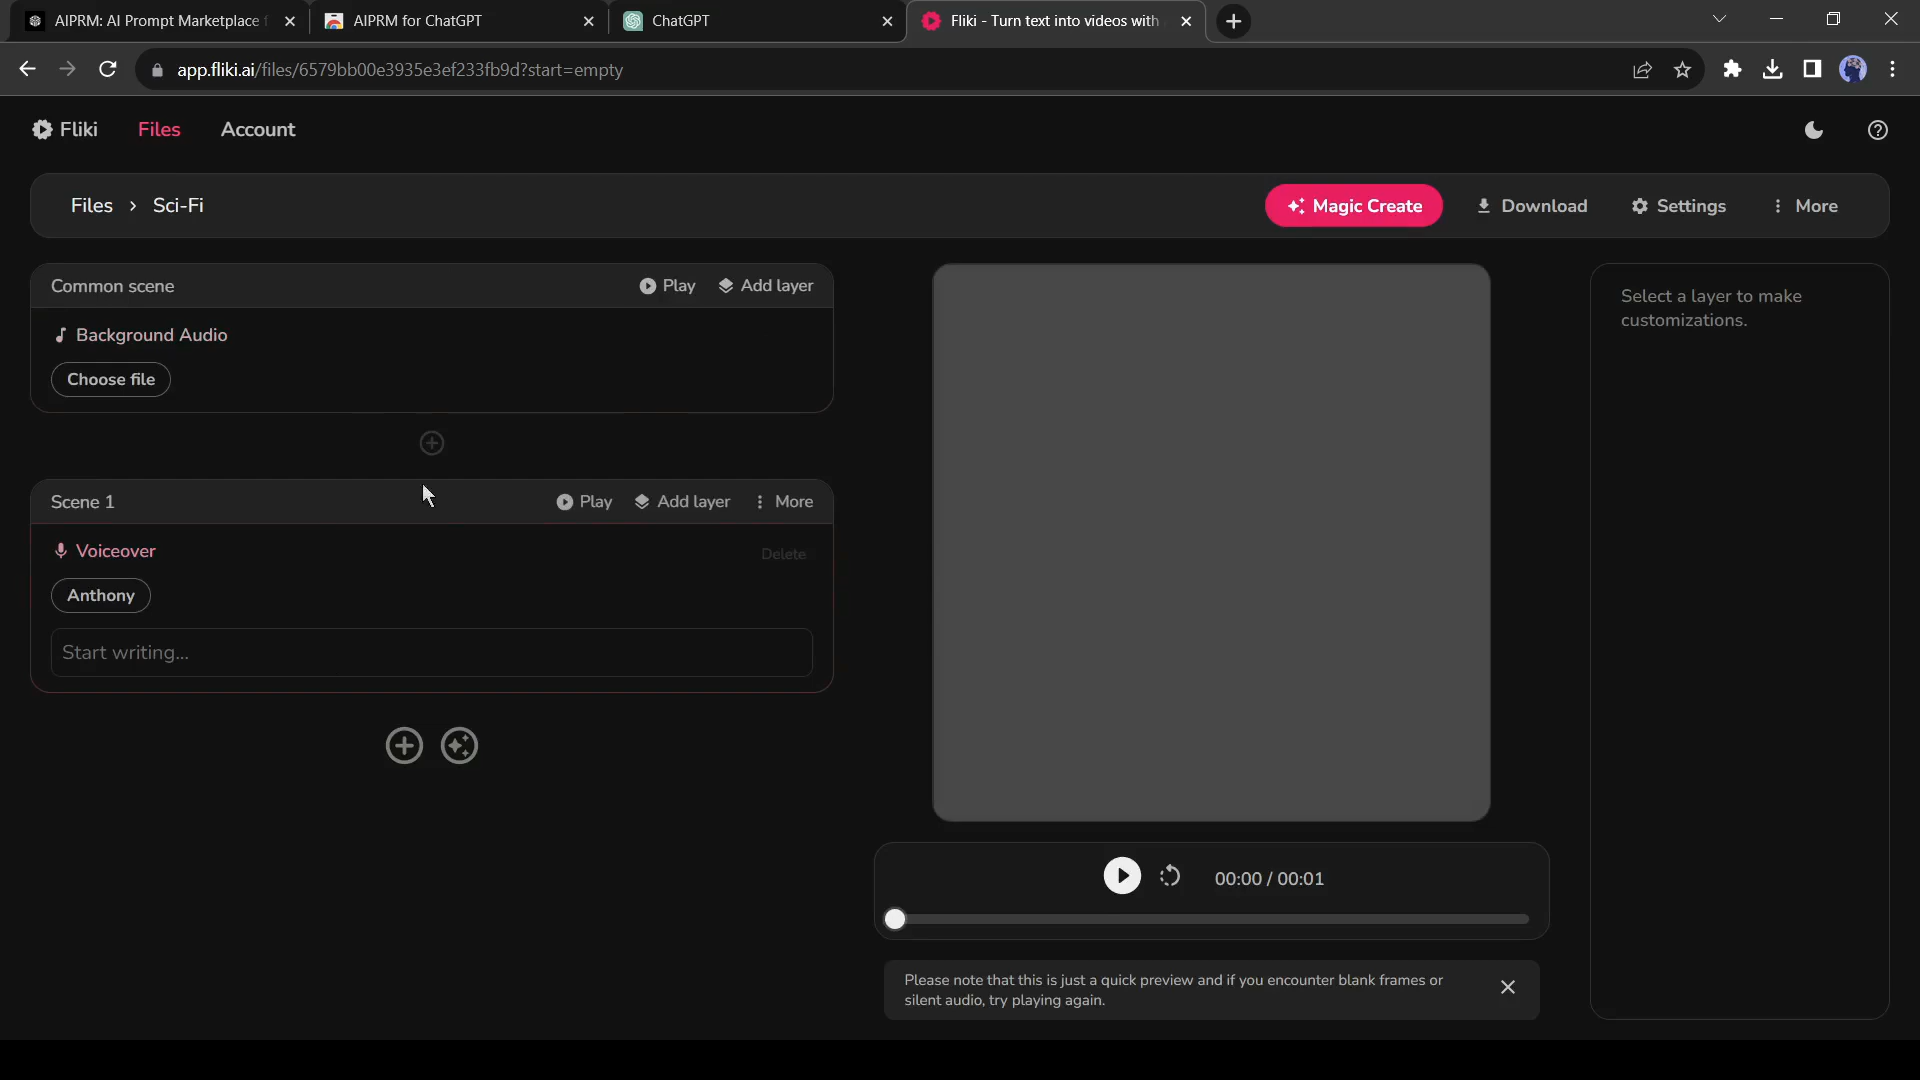 AIPRM: AI Prompt Marketplace f
AIPRM for ChatGPT
ChatGPT
Fliki - Turn text into videos with
app.fliki.ai/files/6579bb00e3935e3ef233fb9d?start=empty
Fliki
Files
Account
Files > Sci-Fi
Magic Create
Download
Settings
More
Common scene
Play
Add layer
Background Audio
Choose file
Scene 1
Play
Add layer
More
Voiceover
Delete
Anthony
Start writing...
Select a layer to make
customizations.
00:00 / 00:01
Please note that this is just a quick preview and if you encounter blank frames or
silent audio, try playing again.